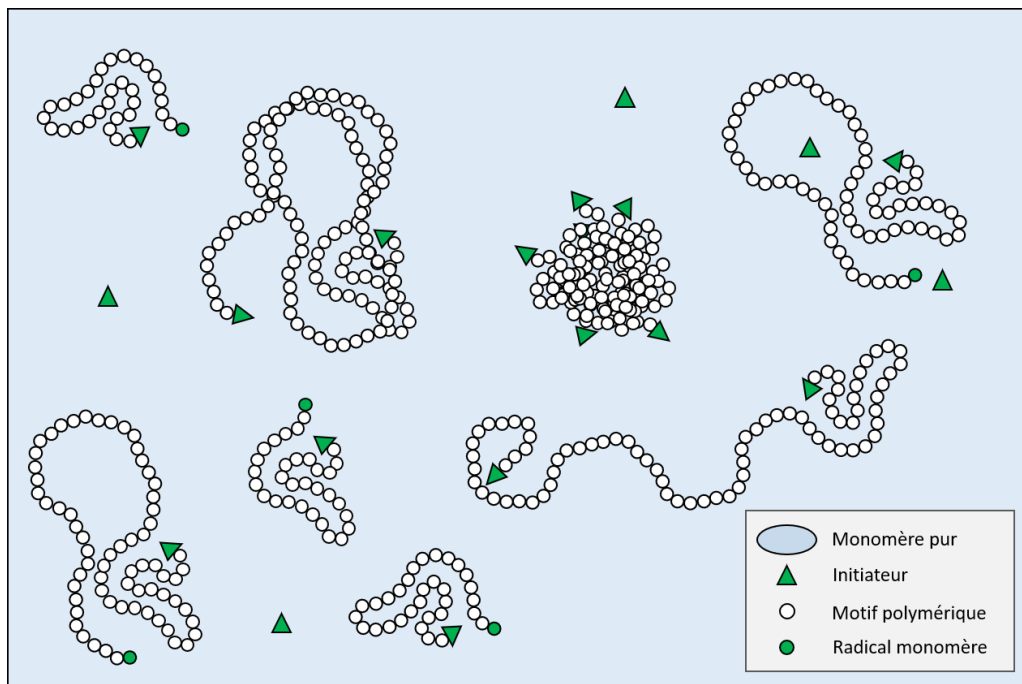 Monomère pur
Initiateur
Motif polymérique
Radical monomère